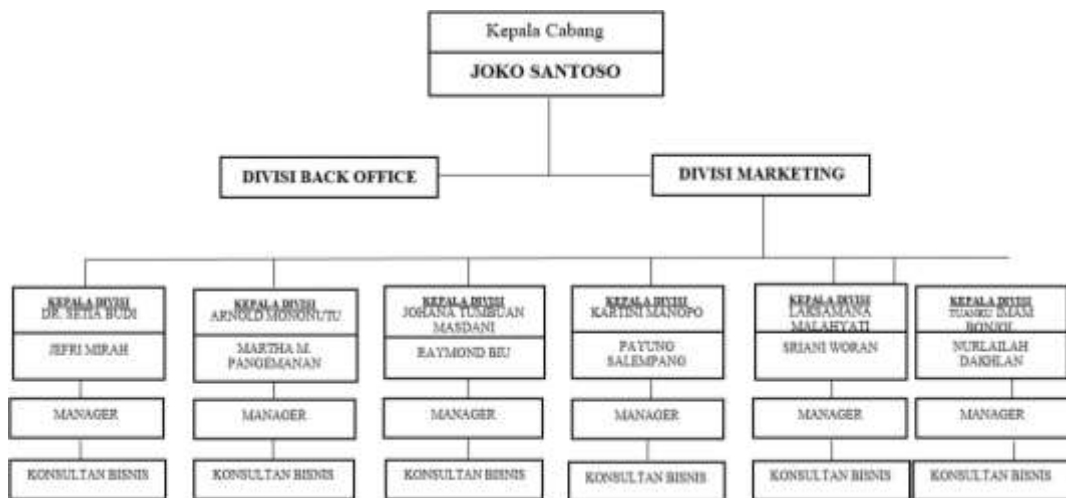 Kepala Cabang
JOKO SANTOSO
DIVISI BACK OFFICE
DIVISI MARKETING
KEPALA DIVISI
DR. SETIA BUDI
JEFRI MIRAH
MANAGER
KONSULTAN BISNIS
KEPALA DIVISI
ARNOLD MONONUTU
MARTHA M.
PANGEMANAN
MANAGER
KONSULTAN BISNIS
KEPALA DIVISI
JOHANA TUMBUAN
MASDANI
RAYMOND BIU
MANAGER
KONSULTAN BISNIS
KEPALA DIVISI
KARTINI MANOPO
PAYUNG
SALEMPANG
MANAGER
KONSULTAN BISNIS
KEPALA DIVISI
LAKSAMANA
MALAHYATI
SRIANI WORAN
MANAGER
KONSULTAN BISNIS
KEPALA DIVISI
TUANKU IMAM
BONJOL
NURLAILAH
DAKHLAN
MANAGER
KONSULTAN BISNIS